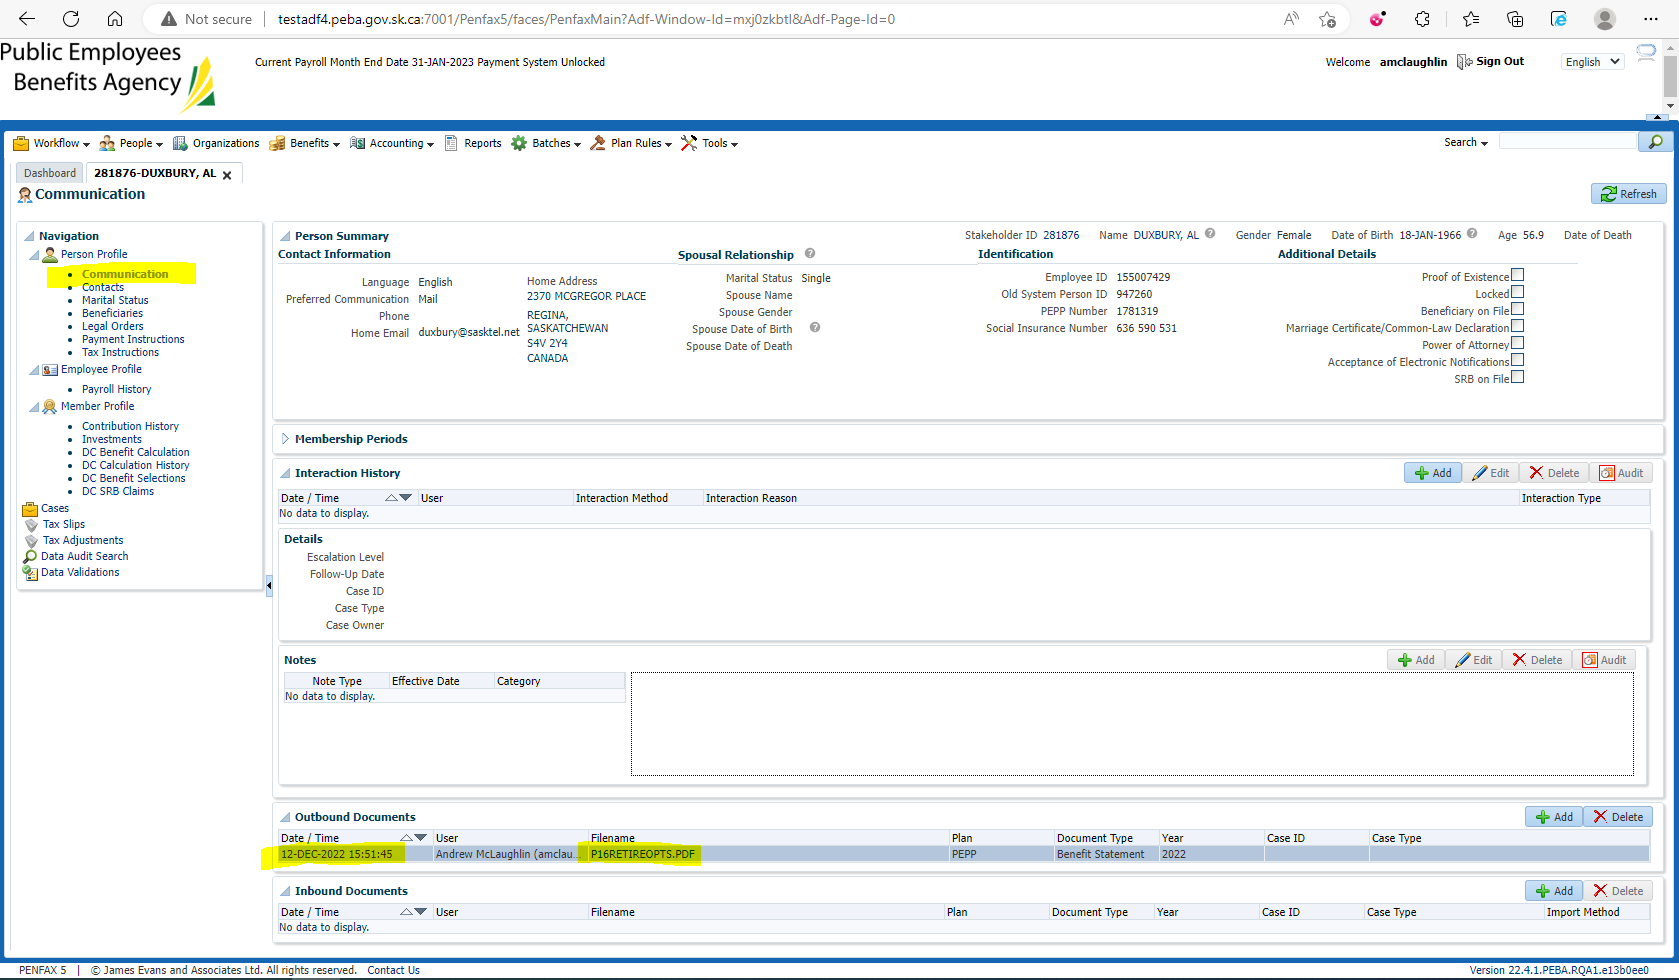 Not secure | testadf4.peba.gov.sk.ca:7001/Penfax5/faces/PenfaxMain?Adf-Window-Id=mxj0zkbtl&Adf-Page-Id=0
Public Employees
Benefits Agency
Current Payroll Month End Date 31-JAN-2023 Payment System Unlocked
Welcome amclaughlin Sign Out English
Workflow People Organizations Benefits Accounting Reports Batches Plan Rules Tools Search
Dashboard 281876-DUXBURY, AL
Communication
Refresh
Navigation
Person Profile
Communication
Contacts
Marital Status
Beneficiaries
Legal Orders
Payment Instructions
Tax Instructions
Employee Profile
Payroll History
Member Profile
Contribution History
Investments
DC Benefit Calculation
DC Calculation History
DC Benefit Selections
DC SRB Claims
Cases
Tax Slips
Tax Adjustments
Data Audit Search
Data Validations
Person Summary
Stakeholder ID 281876 Name DUXBURY, AL Gender Female Date of Birth 18-JAN-1966 Age 56.9 Date of Death
Contact Information
Language English
Preferred Communication Mail
Phone
Home Email duxbury@sasktel.net
Home Address
2370 MCGREGOR PLACE
REGINA,
SASKATCHEWAN
S4V 2Y4
CANADA
Spousal Relationship
Marital Status Single
Spouse Name
Spouse Gender
Spouse Date of Birth
Spouse Date of Death
Identification
Employee ID 155007429
Old System Person ID 947260
PEPP Number 1781319
Social Insurance Number 636 590 531
Additional Details
Proof of Existence
Locked
Beneficiary on File
Marriage Certificate/Common-Law Declaration
Power of Attorney
Acceptance of Electronic Notifications
SRB on File
Membership Periods
Interaction History
Add Edit Delete Audit
Date / Time User Interaction Method Interaction Reason Interaction Type
No data to display.
Details
Escalation Level
Follow-Up Date
Case ID
Case Type
Case Owner
Notes
Add Edit Delete Audit
Note Type Effective Date Category
No data to display.
Outbound Documents
Add Delete
Date / Time User Filename Plan Document Type Year Case ID Case Type
12-DEC-2022 15:51:45 Andrew McLaughlin (amclau... P16RETIREOPTS.PDF PEPP Benefit Statement 2022
Inbound Documents
Add Delete
Date / Time User Filename Plan Document Type Year Case ID Case Type Import Method
No data to display.
PENFAX 5 | © James Evans and Associates Ltd. All rights reserved. Contact Us
Version 22.4.1.PEBA.RQA1.e13b0ee0